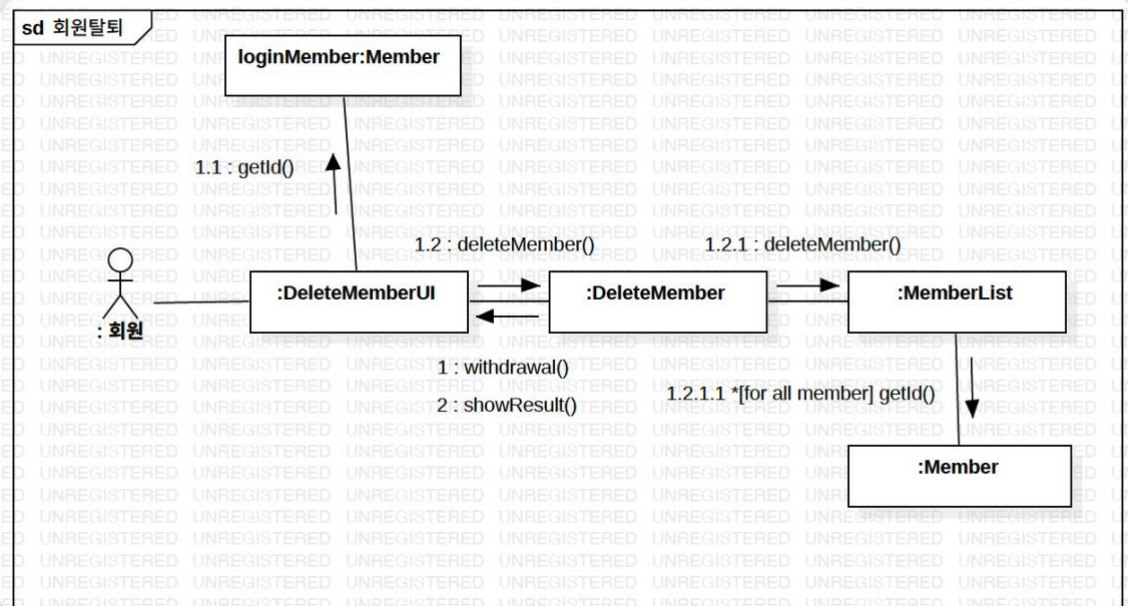 sd 회원탈퇴
loginMember:Member
1.1 : getId()
1.2 : deleteMember()
1.2.1 : deleteMember()
:DeleteMemberUI
:DeleteMember
:MemberList
: 회원
1 : withdrawal()
2 : showResult()
1.2.1.1 *[for all member] getId()
:Member
UNREGISTERED